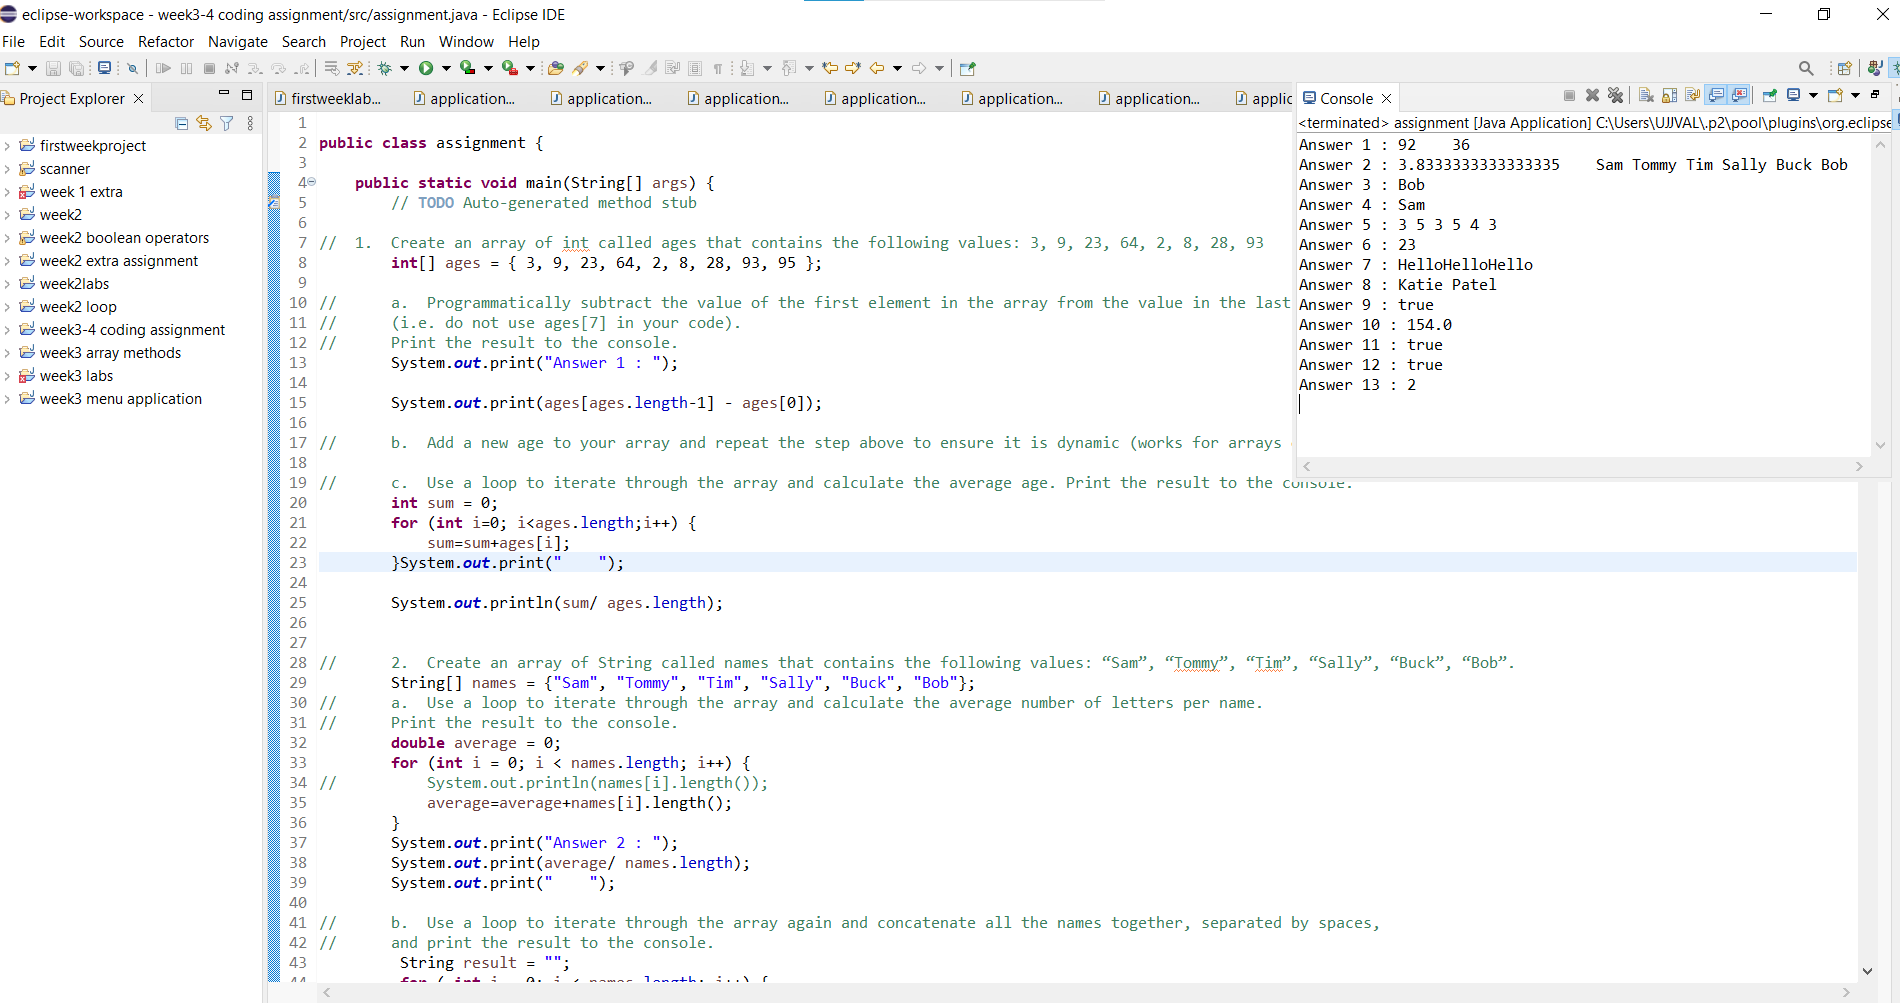 eclipse-workspace - week3-4 coding assignment/src/assignment.java - Eclipse IDE
File Edit Source Refactor Navigate Search Project Run Window Help
Project Explorer
firstweekproject
scanner
week 1 extra
week2
week2 boolean operators
week2 extra assignment
week2labs
week2 loop
week3-4 coding assignment
week3 array methods
week3 labs
week3 menu application
firstweeklab... application... application... application... application... application... application... applic
1
2 public class assignment {
3
4     public static void main(String[] args) {
5         // TODO Auto-generated method stub
6
7 //  1.  Create an array of int called ages that contains the following values: 3, 9, 23, 64, 2, 8, 28, 93
8         int[] ages = { 3, 9, 23, 64, 2, 8, 28, 93, 95 };
9
10 //      a.  Programmatically subtract the value of the first element in the array from the value in the last
11 //      (i.e. do not use ages[7] in your code).
12 //      Print the result to the console.
13         System.out.print("Answer 1 : ");
14
15         System.out.print(ages[ages.length-1] - ages[0]);
16
17 //      b.  Add a new age to your array and repeat the step above to ensure it is dynamic (works for arrays
18
19 //      c.  Use a loop to iterate through the array and calculate the average age. Print the result to the console.
20         int sum = 0;
21         for (int i=0; i<ages.length;i++) {
22             sum=sum+ages[i];
23         }System.out.print("    ");
24
25         System.out.println(sum/ ages.length);
26
27
28 //      2.  Create an array of String called names that contains the following values: “Sam”, “Tommy”, “Tim”, “Sally”, “Buck”, “Bob”.
29         String[] names = {"Sam", "Tommy", "Tim", "Sally", "Buck", "Bob"};
30 //      a.  Use a loop to iterate through the array and calculate the average number of letters per name.
31 //      Print the result to the console.
32         double average = 0;
33         for (int i = 0; i < names.length; i++) {
34 //          System.out.println(names[i].length());
35             average=average+names[i].length();
36         }
37         System.out.print("Answer 2 : ");
38         System.out.print(average/ names.length);
39         System.out.print("    ");
40
41 //      b.  Use a loop to iterate through the array again and concatenate all the names together, separated by spaces,
42 //      and print the result to the console.
43          String result = "";
44          for ( int i = 0; i < names.length; i++) {
Console
<terminated> assignment [Java Application] C:\Users\UJJVAL\.p2\pool\plugins\org.eclipse
Answer 1 : 92    36
Answer 2 : 3.8333333333333335    Sam Tommy Tim Sally Buck Bob
Answer 3 : Bob
Answer 4 : Sam
Answer 5 : 3 5 3 5 4 3
Answer 6 : 23
Answer 7 : HelloHelloHello
Answer 8 : Katie Patel
Answer 9 : true
Answer 10 : 154.0
Answer 11 : true
Answer 12 : true
Answer 13 : 2